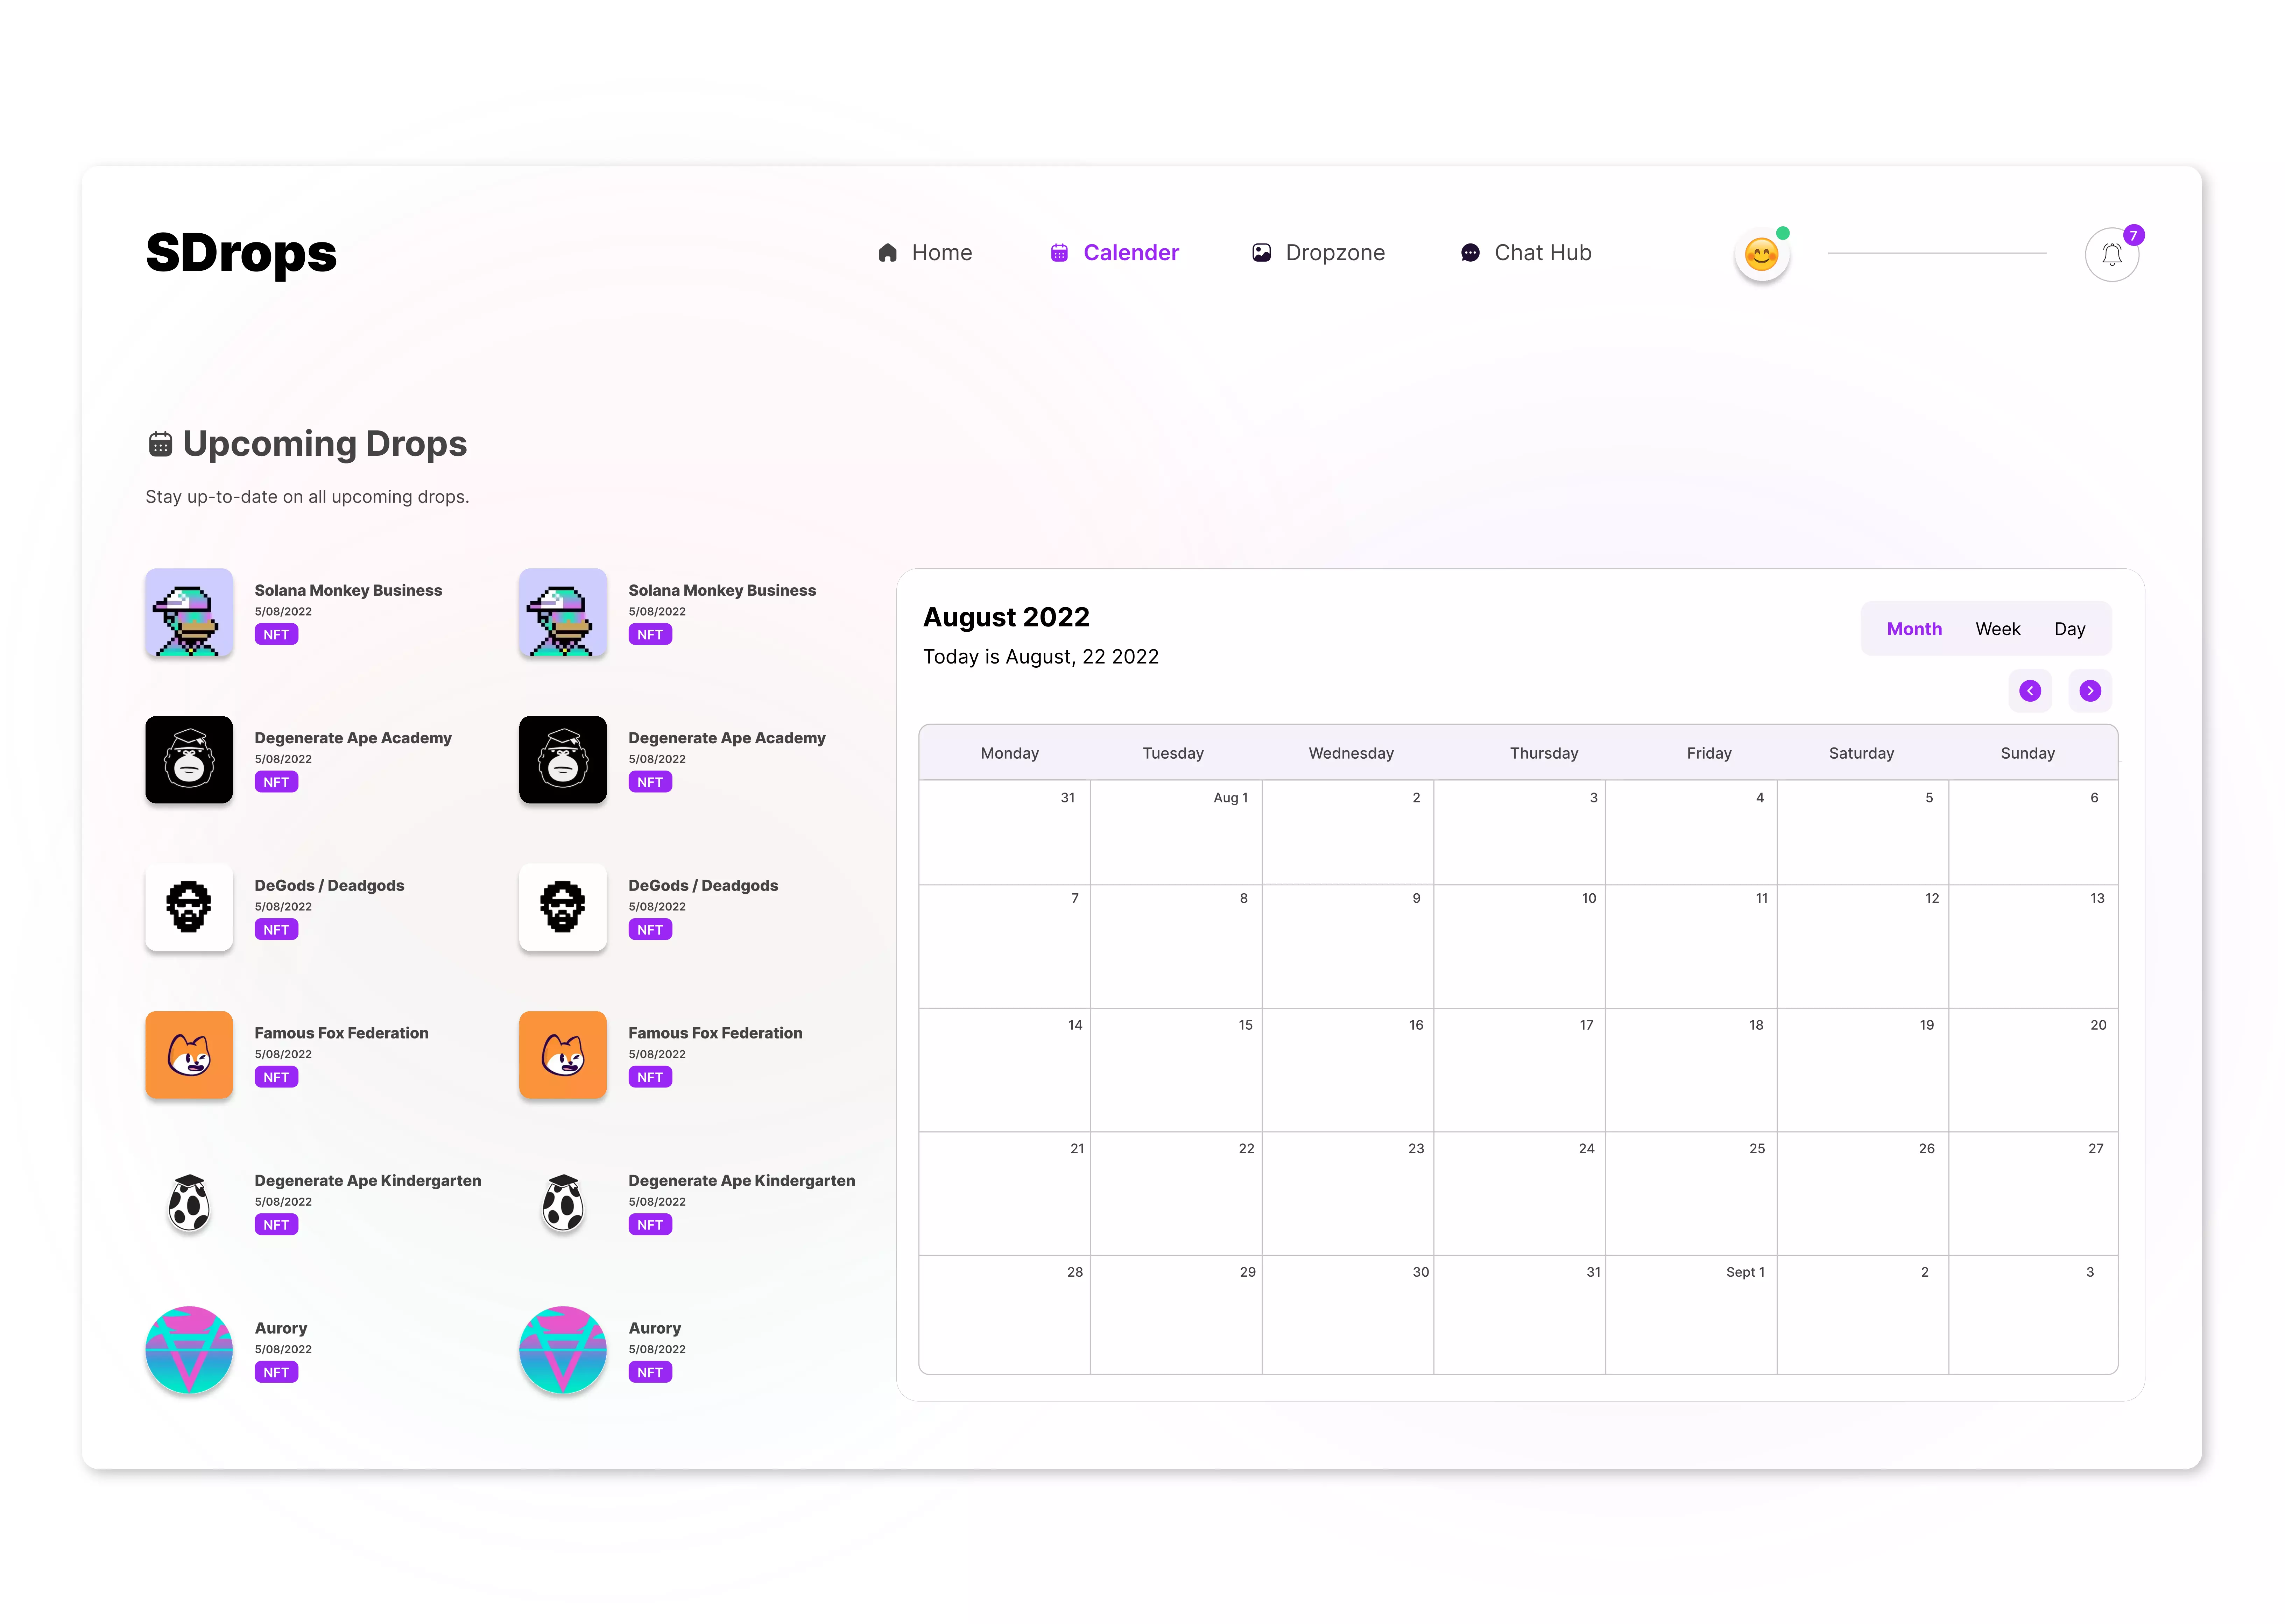 SDrops
Home
Calender
Dropzone
Chat Hub
7
Upcoming Drops
Stay up-to-date on all upcoming drops.
Solana Monkey Business
5/08/2022
NFT
Solana Monkey Business
5/08/2022
NFT
Degenerate Ape Academy
5/08/2022
NFT
Degenerate Ape Academy
5/08/2022
NFT
DeGods / Deadgods
5/08/2022
NFT
DeGods / Deadgods
5/08/2022
NFT
Famous Fox Federation
5/08/2022
NFT
Famous Fox Federation
5/08/2022
NFT
Degenerate Ape Kindergarten
5/08/2022
NFT
Degenerate Ape Kindergarten
5/08/2022
NFT
Aurory
5/08/2022
NFT
Aurory
5/08/2022
NFT
August 2022
Today is August, 22 2022
Month Week Day
Monday Tuesday Wednesday Thursday Friday Saturday Sunday
31 Aug 1 2 3 4 5 6
7 8 9 10 11 12 13
14 15 16 17 18 19 20
21 22 23 24 25 26 27
28 29 30 31 Sept 1 2 3